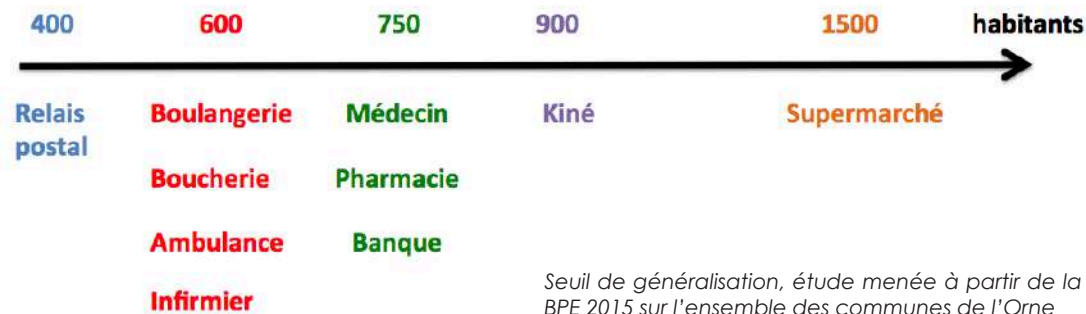 400 600 750 900 1500 habitants
Relais Boulangerie Médecin Kiné Supermarché
postal
Boucherie Pharmacie
Ambulance Banque
Infirmier
Seuil de généralisation, étude menée à partir de la
BPE 2015 sur l'ensemble des communes de l'Orne